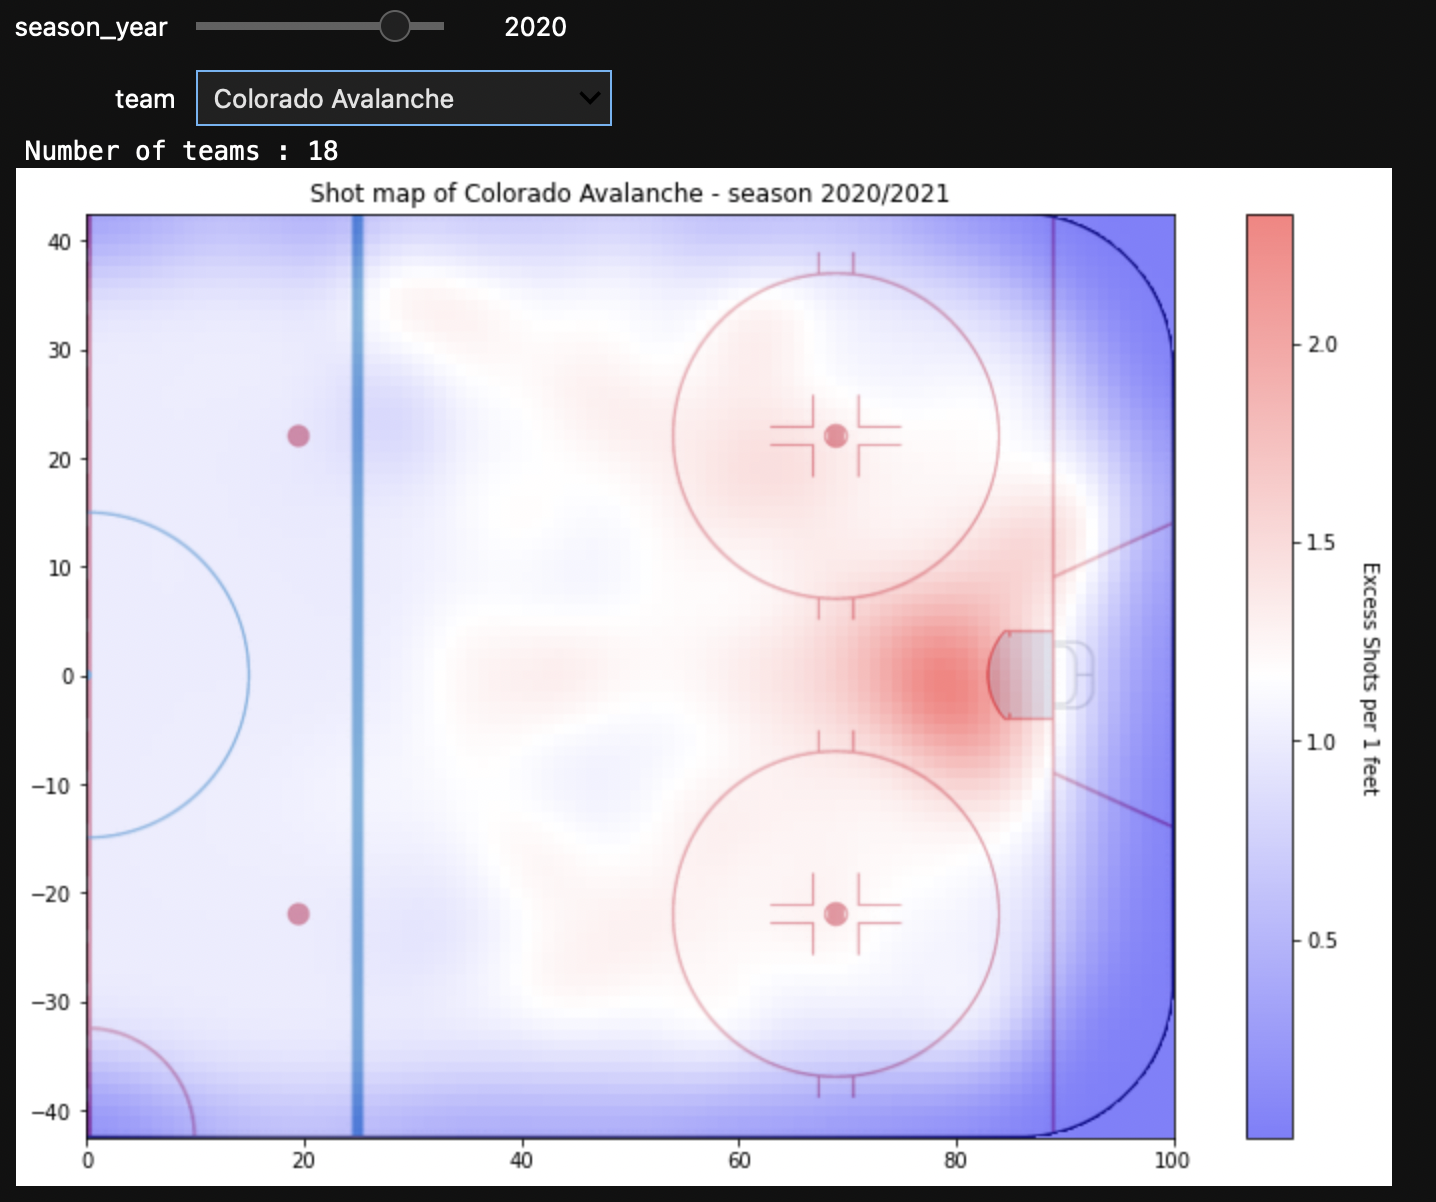 season_year 2020
team Colorado Avalanche
Number of teams : 18
Shot map of Colorado Avalanche - season 2020/2021
40
30
20
10
0
−10
−20
−30
−40
0 20 40 60 80 100
2.0
1.5
1.0
0.5
Excess Shots per 1 feet